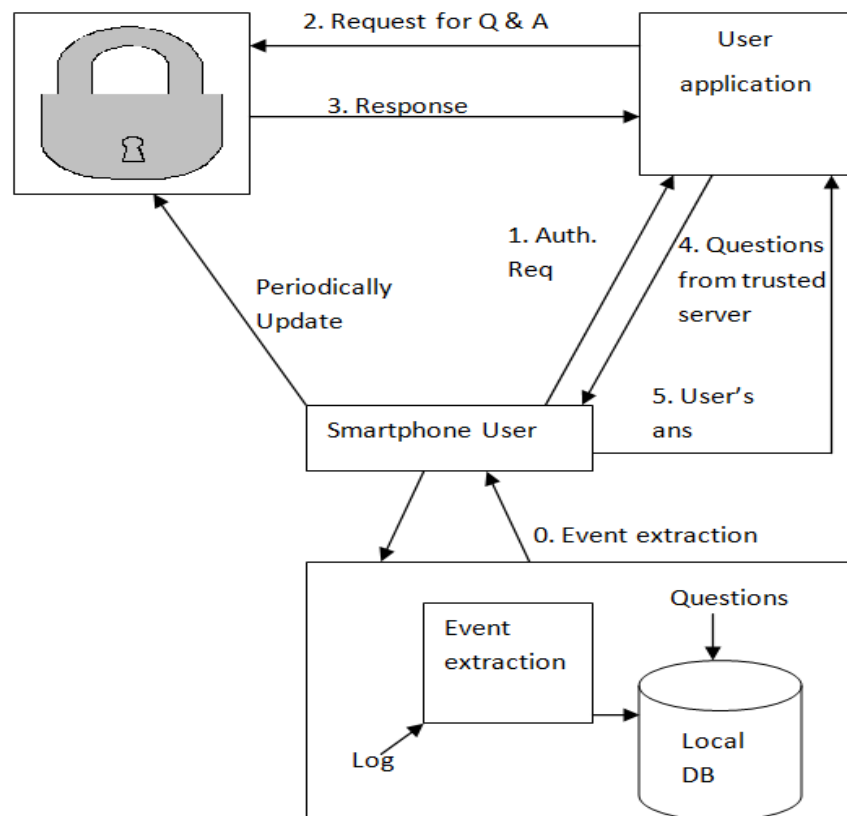 2. Request for Q & A
User
application
3. Response
1. Auth.
Req
4. Questions
from trusted
server
Periodically
Update
5. User's
ans
Smartphone User
0. Event extraction
Questions
Event
extraction
Log
Local
DB